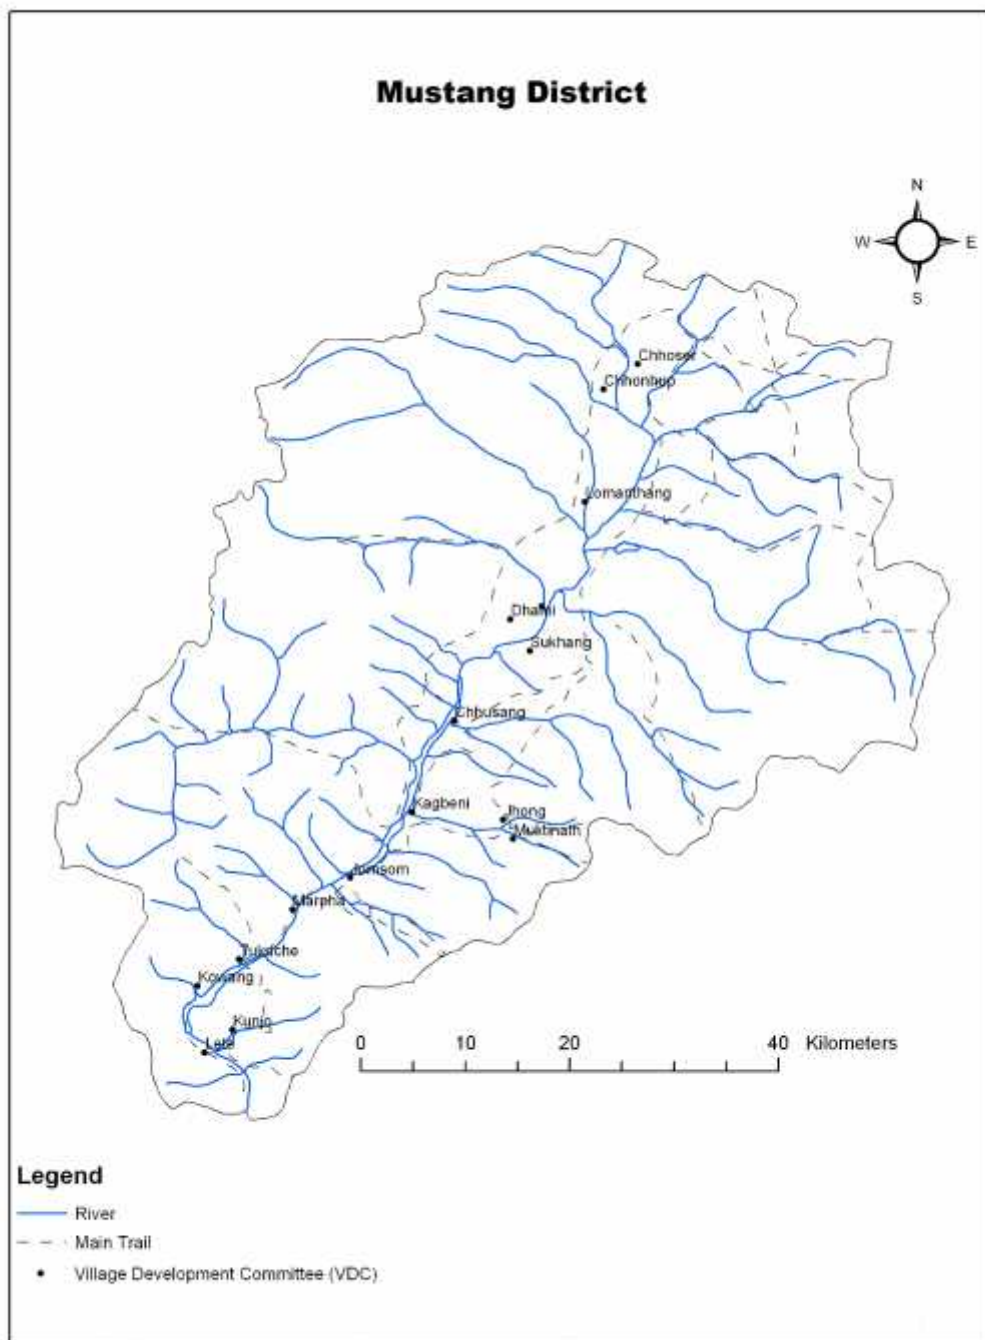 Mustang District
N
W E
S
Chhoser
Chhonhup
Lomanthang
Dhami
Sukhang
Chhusang
Kagbeni
Jhong
Muktinath
Jomsom
Marpha
Tukuche
Kowang
Kunjo
Lete
0 10 20 40 Kilometers
Legend
River
Main Trail
Village Development Committee (VDC)